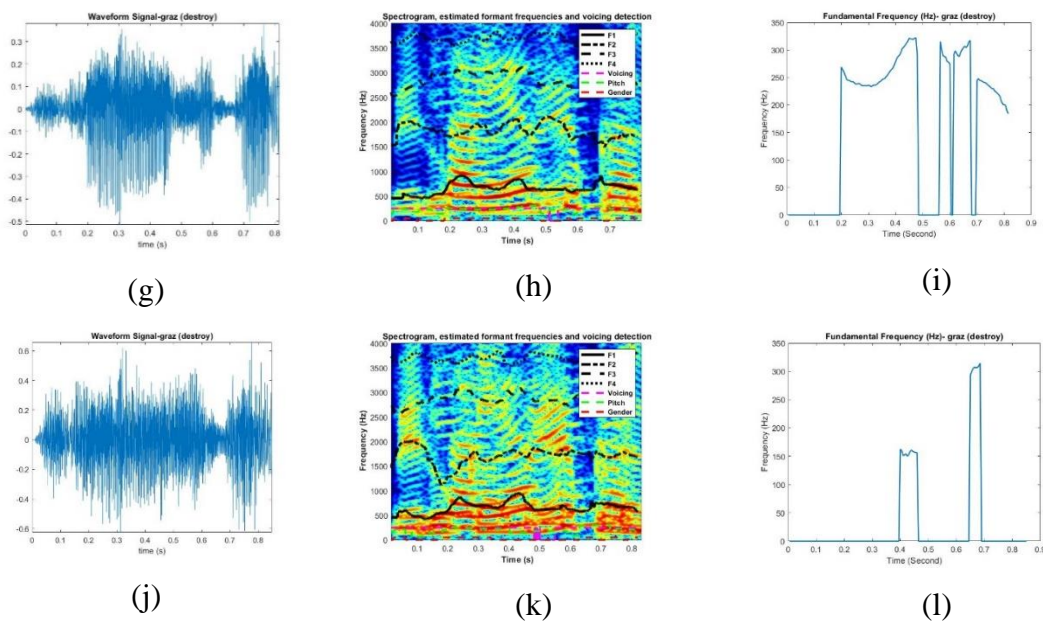 Waveform Signal-graz (destroy)
0.3
0.2
0.1
0
-0.1
-0.2
-0.3
-0.4
-0.5
0 0.1 0.2 0.3 0.4 0.5 0.6 0.7 0.8
time (s)
(g)
Spectrogram, estimated formant frequencies and voicing detection
4000
3500
3000
2500
2000
1500
1000
500
0
Frequency (Hz)
F1
F2
F3
F4
Voicing
Pitch
Gender
0.1 0.2 0.3 0.4 0.5 0.6 0.7
Time (s)
(h)
Fundamental Frequency (Hz)- graz (destroy)
350
300
250
200
150
100
50
0
Frequency (Hz)
0 0.1 0.2 0.3 0.4 0.5 0.6 0.7 0.8 0.9
Time (Second)
(i)
Waveform Signal-graz (destroy)
0.6
0.4
0.2
0
-0.2
-0.4
-0.6
0 0.1 0.2 0.3 0.4 0.5 0.6 0.7 0.8
time (s)
(j)
Spectrogram, estimated formant frequencies and voicing detection
4000
3500
3000
2500
2000
1500
1000
500
0
Frequency (Hz)
F1
F2
F3
F4
Voicing
Pitch
Gender
0.1 0.2 0.3 0.4 0.5 0.6 0.7 0.8
Time (s)
(k)
Fundamental Frequency (Hz)- graz (destroy)
350
300
250
200
150
100
50
0
Frequency (Hz)
0 0.1 0.2 0.3 0.4 0.5 0.6 0.7 0.8 0.9
Time (Second)
(l)